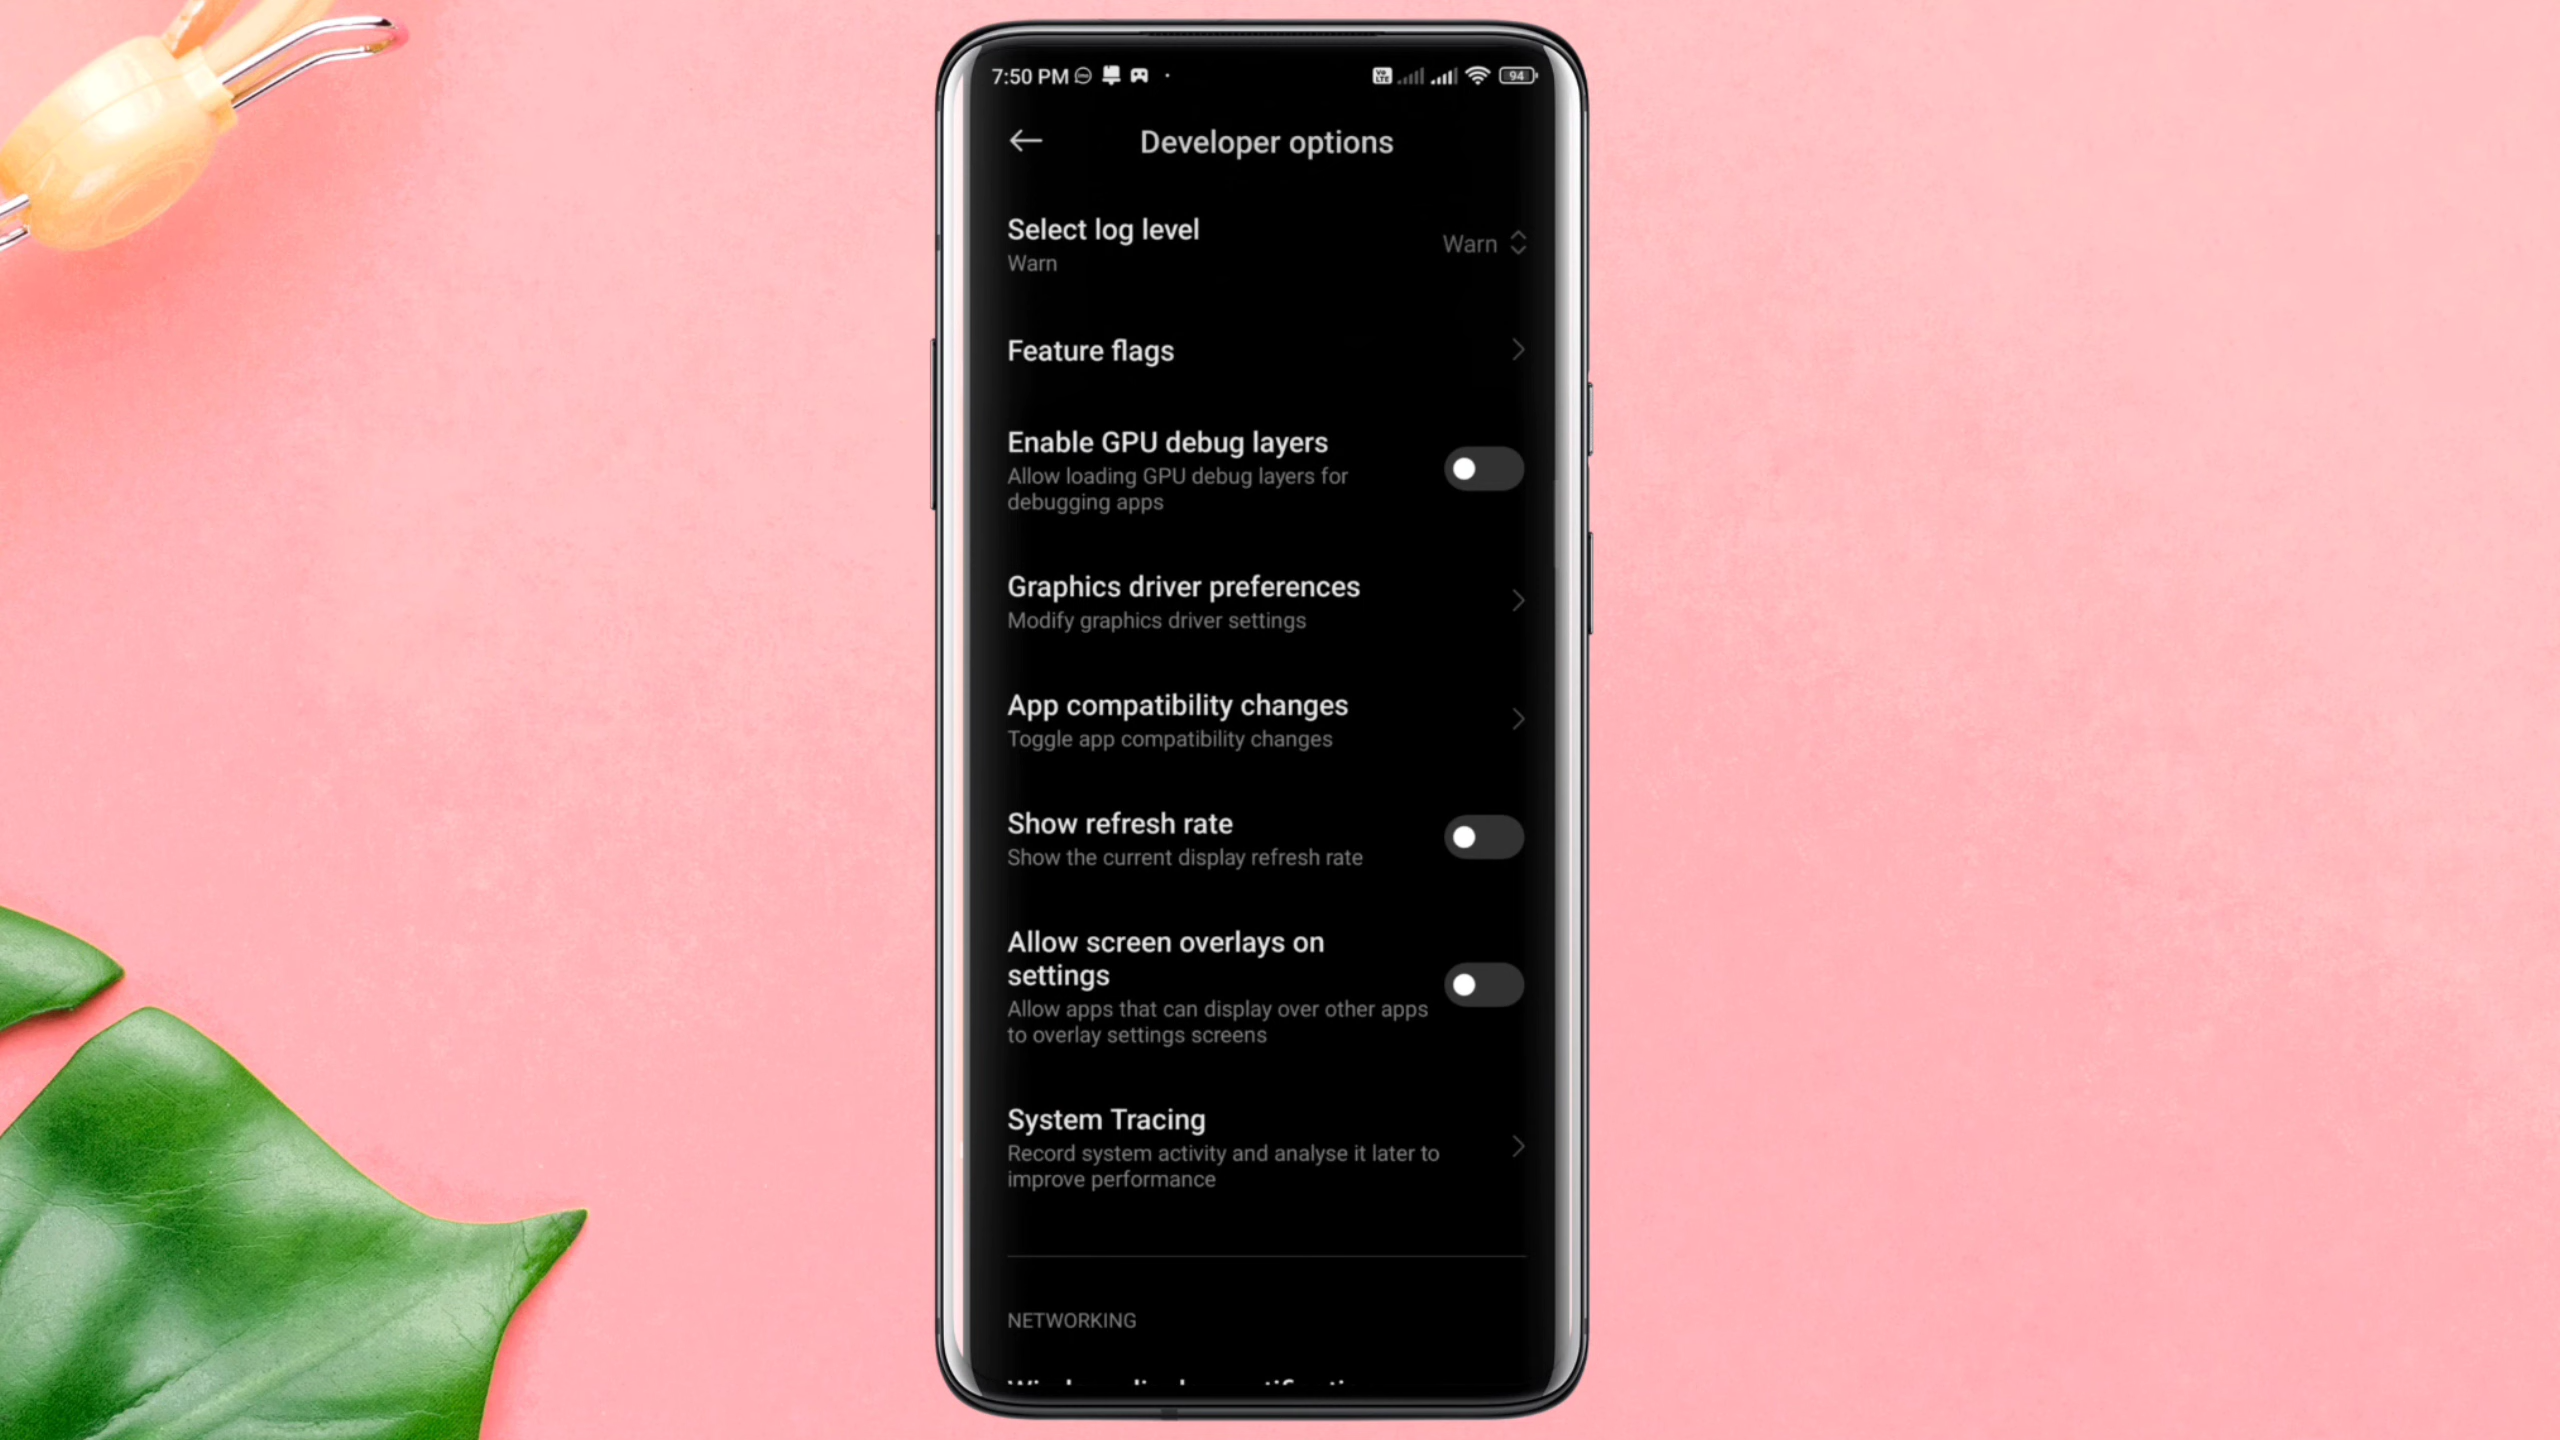 7:50 PM
Vo LTE
94
Developer options
Select log level
Warn
Warn
Feature flags
Enable GPU debug layers
Allow loading GPU debug layers for
debugging apps
Graphics driver preferences
Modify graphics driver settings
App compatibility changes
Toggle app compatibility changes
Show refresh rate
Show the current display refresh rate
Allow screen overlays on
settings
Allow apps that can display over other apps
to overlay settings screens
System Tracing
Record system activity and analyse it later to
improve performance
NETWORKING